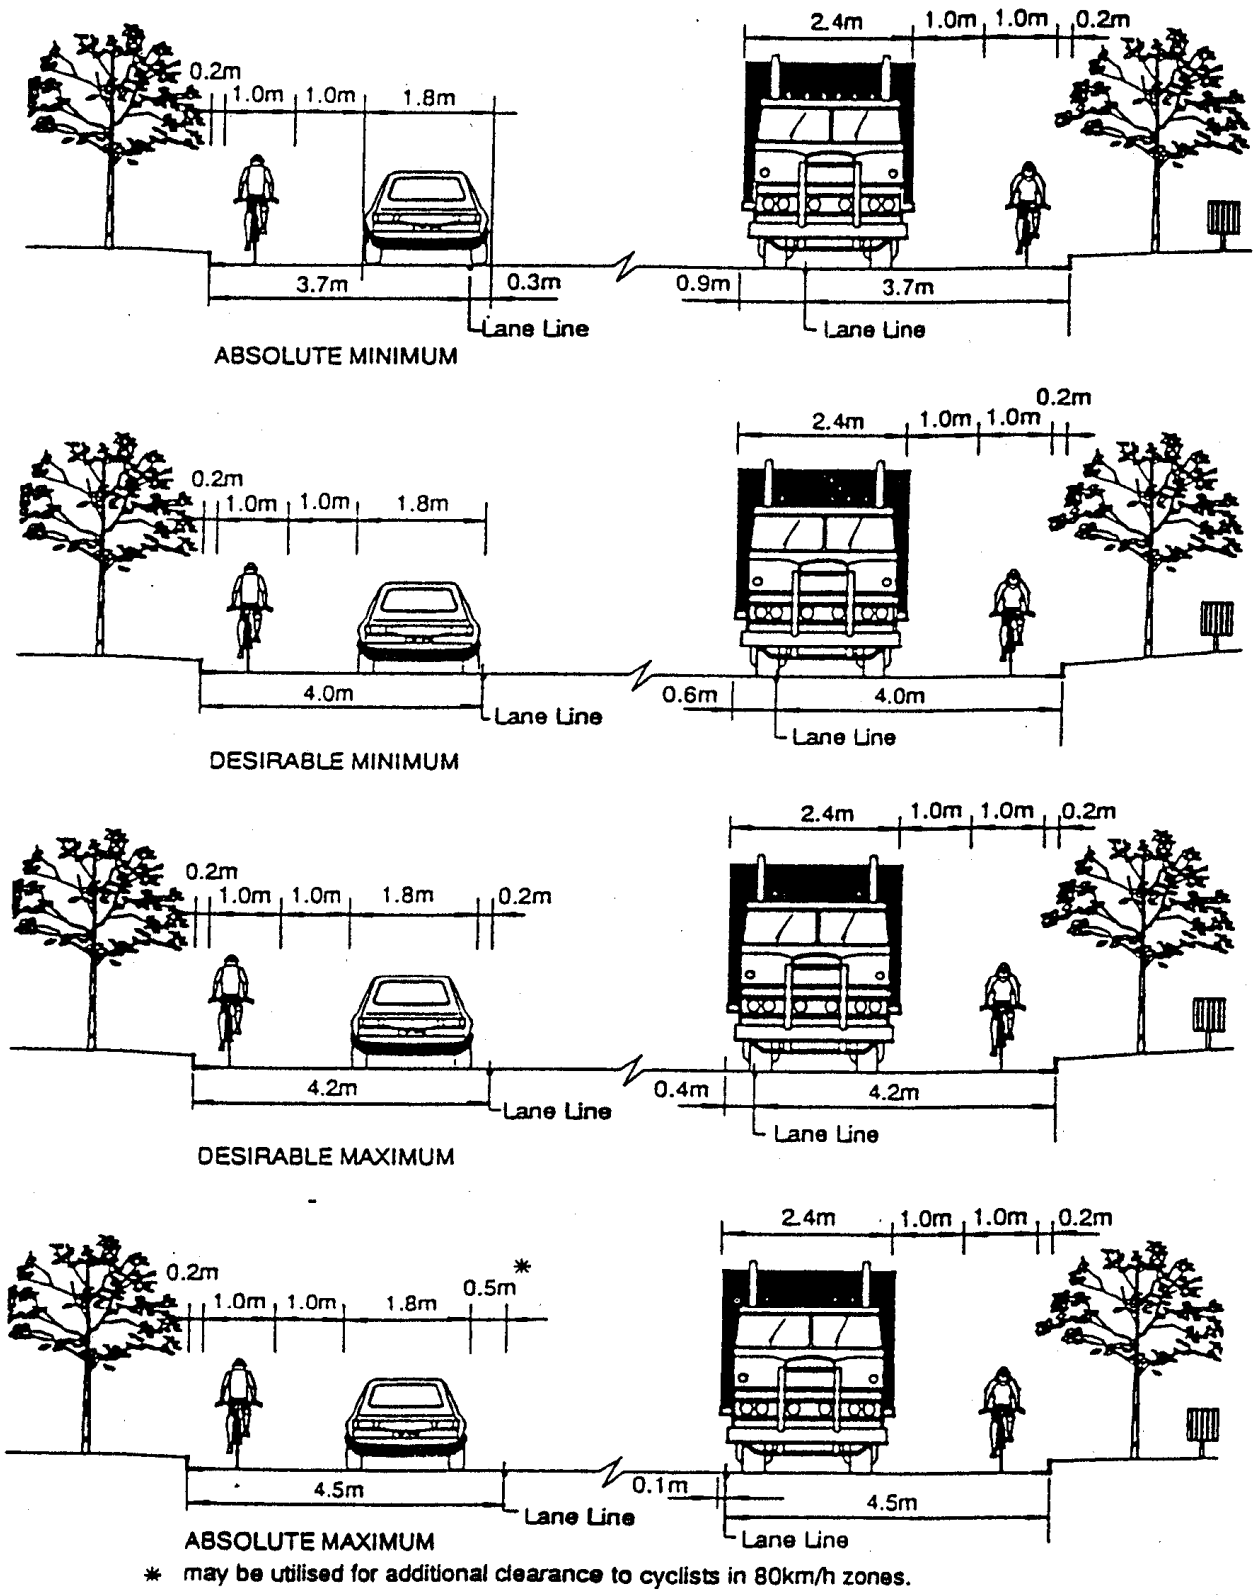 2.4m 1.0m 1.0m 0.2m
0.2m
1.0m 1.0m 1.8m
3.7m 0.3m 0.9m 3.7m
Lane Line Lane Line
ABSOLUTE MINIMUM
0.2m
2.4m 1.0m 1.0m
0.2m
1.0m 1.0m 1.8m
4.0m 0.6m 4.0m
Lane Line Lane Line
DESIRABLE MINIMUM
2.4m 1.0m 1.0m 0.2m
0.2m
1.0m 1.0m 1.8m 0.2m
4.2m 0.4m 4.2m
Lane Line Lane Line
DESIRABLE MAXIMUM
2.4m 1.0m 1.0m 0.2m
0.2m 0.5m*
1.0m 1.0m 1.8m
4.5m 0.1m 4.5m
Lane Line Lane Line
ABSOLUTE MAXIMUM
* may be utilised for additional clearance to cyclists in 80km/h zones.